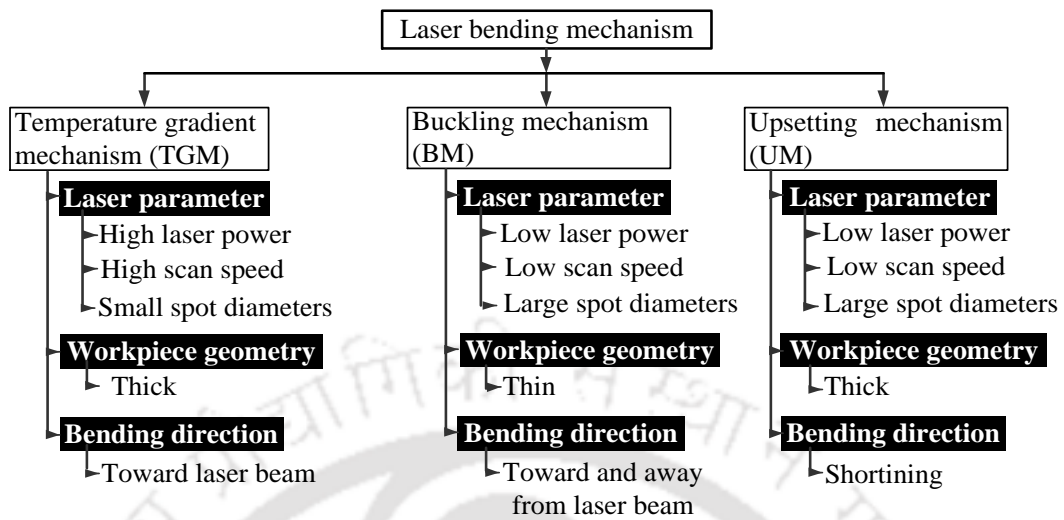 Laser bending mechanism
Temperature gradient
mechanism (TGM)
Laser parameter
High laser power
High scan speed
Small spot diameters
Workpiece geometry
Thick
Bending direction
Toward laser beam
Buckling mechanism
(BM)
Laser parameter
Low laser power
Low scan speed
Large spot diameters
Workpiece geometry
Thin
Bending direction
Toward and away
from laser beam
Upsetting mechanism
(UM)
Laser parameter
Low laser power
Low scan speed
Large spot diameters
Workpiece geometry
Thick
Bending direction
Shortining